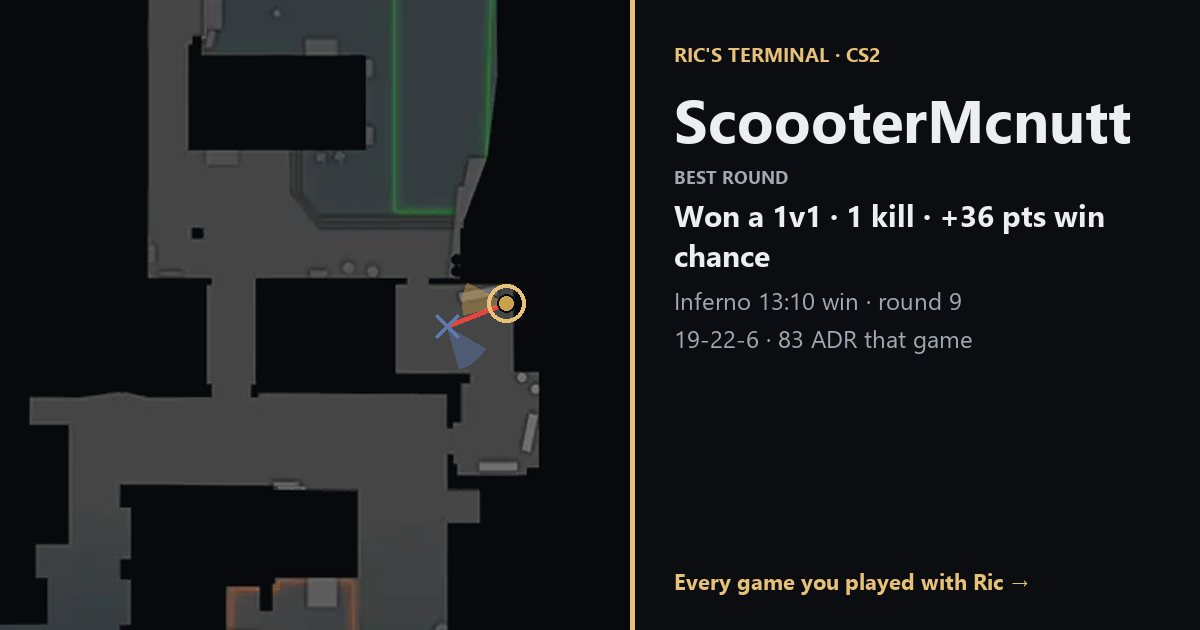 RIC'S TERMINAL · CS2
ScoooterMcnutt
BEST ROUND
Won a 1v1 · 1 kill · +36 pts win
chance
Inferno 13:10 win · round 9
19-22-6 · 83 ADR that game
Every game you played with Ric →